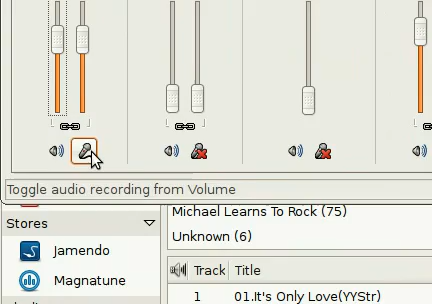 Toggle audio recording from Volume
Stores
Michael Learns To Rock (75)
Unknown (6)
Jamendo
Magnatune
Track Title
1 01.It's Only Love(YYStr)